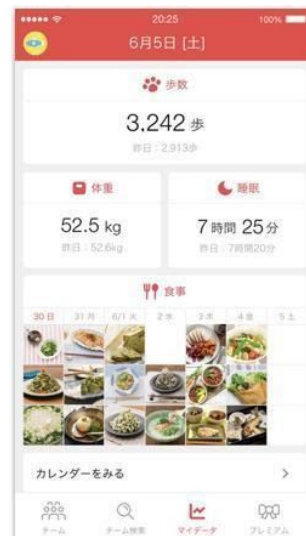 20:25 100%
6月5日 [土]
歩数
3,242 歩
昨日：2,913歩
体重 睡眠
52.5 kg 7時間 25分
昨日：52.6kg 昨日：7時間20分
食事
30日 31月 6/1火 2水 3木 4金 5土
カレンダーをみる
チーム チーム検索 マイデータ プレミアム